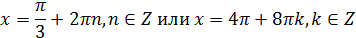 x = π/3 + 2πn, n ∈ Z или x = 4π + 8πk, k ∈ Z